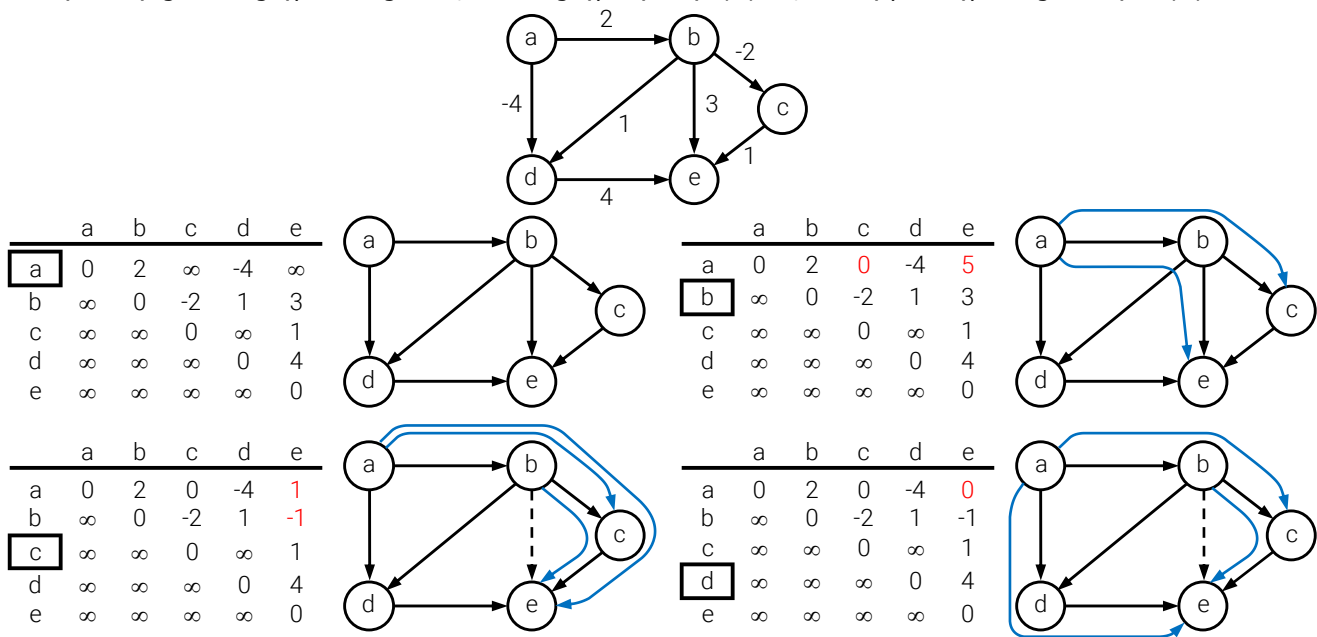 a 2 b -2
-4 1 3 c
1
d 4 e
a b c d e
a 0 2 ∞ -4 ∞
b ∞ 0 -2 1 3
c ∞ ∞ 0 ∞ 1
d ∞ ∞ ∞ 0 4
e ∞ ∞ ∞ ∞ 0
a b
c
d e
a b c d e
a 0 2 0 -4 5
b ∞ 0 -2 1 3
c ∞ ∞ 0 ∞ 1
d ∞ ∞ ∞ 0 4
e ∞ ∞ ∞ ∞ 0
a b
c
d e
a b c d e
a 0 2 0 -4 1
b ∞ 0 -2 1 -1
c ∞ ∞ 0 ∞ 1
d ∞ ∞ ∞ 0 4
e ∞ ∞ ∞ ∞ 0
a b
c
d e
a b c d e
a 0 2 0 -4 0
b ∞ 0 -2 1 -1
c ∞ ∞ 0 ∞ 1
d ∞ ∞ ∞ 0 4
e ∞ ∞ ∞ ∞ 0
a b
c
d e